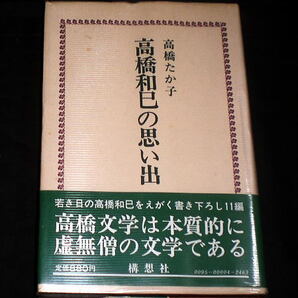 高橋たか子
高橋和巳の思い出
若き日の高橋和巳をえがく書き下ろし11編
高橋文学は本質的に
虚無僧の文学である
定価880円
構想社
0095-00004-2463